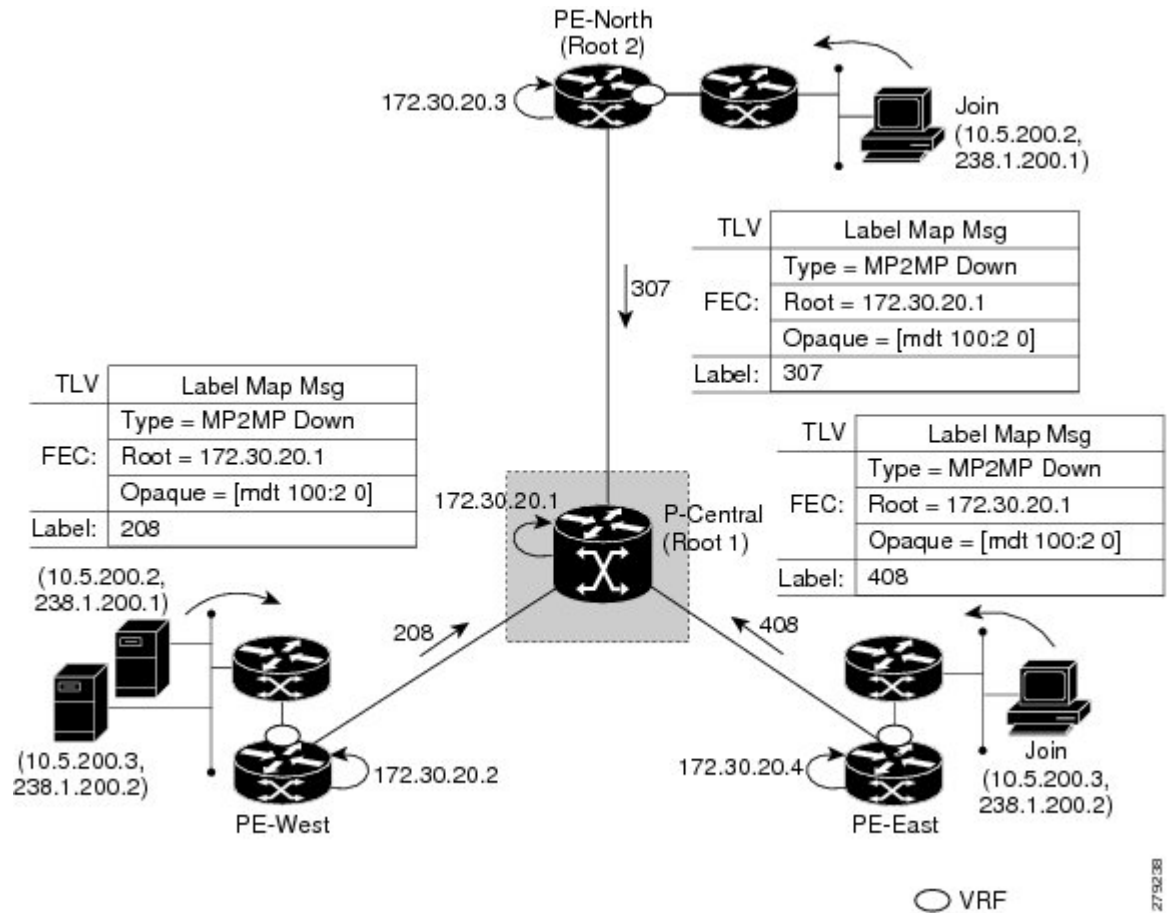 PE-North
(Root 2)
172.30.20.3
Join
(10.5.200.2,
238.1.200.1)
TLV Label Map Msg
Type = MP2MP Down
FEC: Root = 172.30.20.1
Opaque = [mdt 100:2 0]
Label: 307
307
TLV Label Map Msg
Type = MP2MP Down
FEC: Root = 172.30.20.1
Opaque = [mdt 100:2 0]
Label: 208
TLV Label Map Msg
Type = MP2MP Down
FEC: Root = 172.30.20.1
Opaque = [mdt 100:2 0]
Label: 408
172.30.20.1
P-Central
(Root 1)
(10.5.200.2,
238.1.200.1)
208
408
(10.5.200.3,
238.1.200.2)
172.30.20.2
PE-West
172.30.20.4
PE-East
Join
(10.5.200.3,
238.1.200.2)
VRF
279238